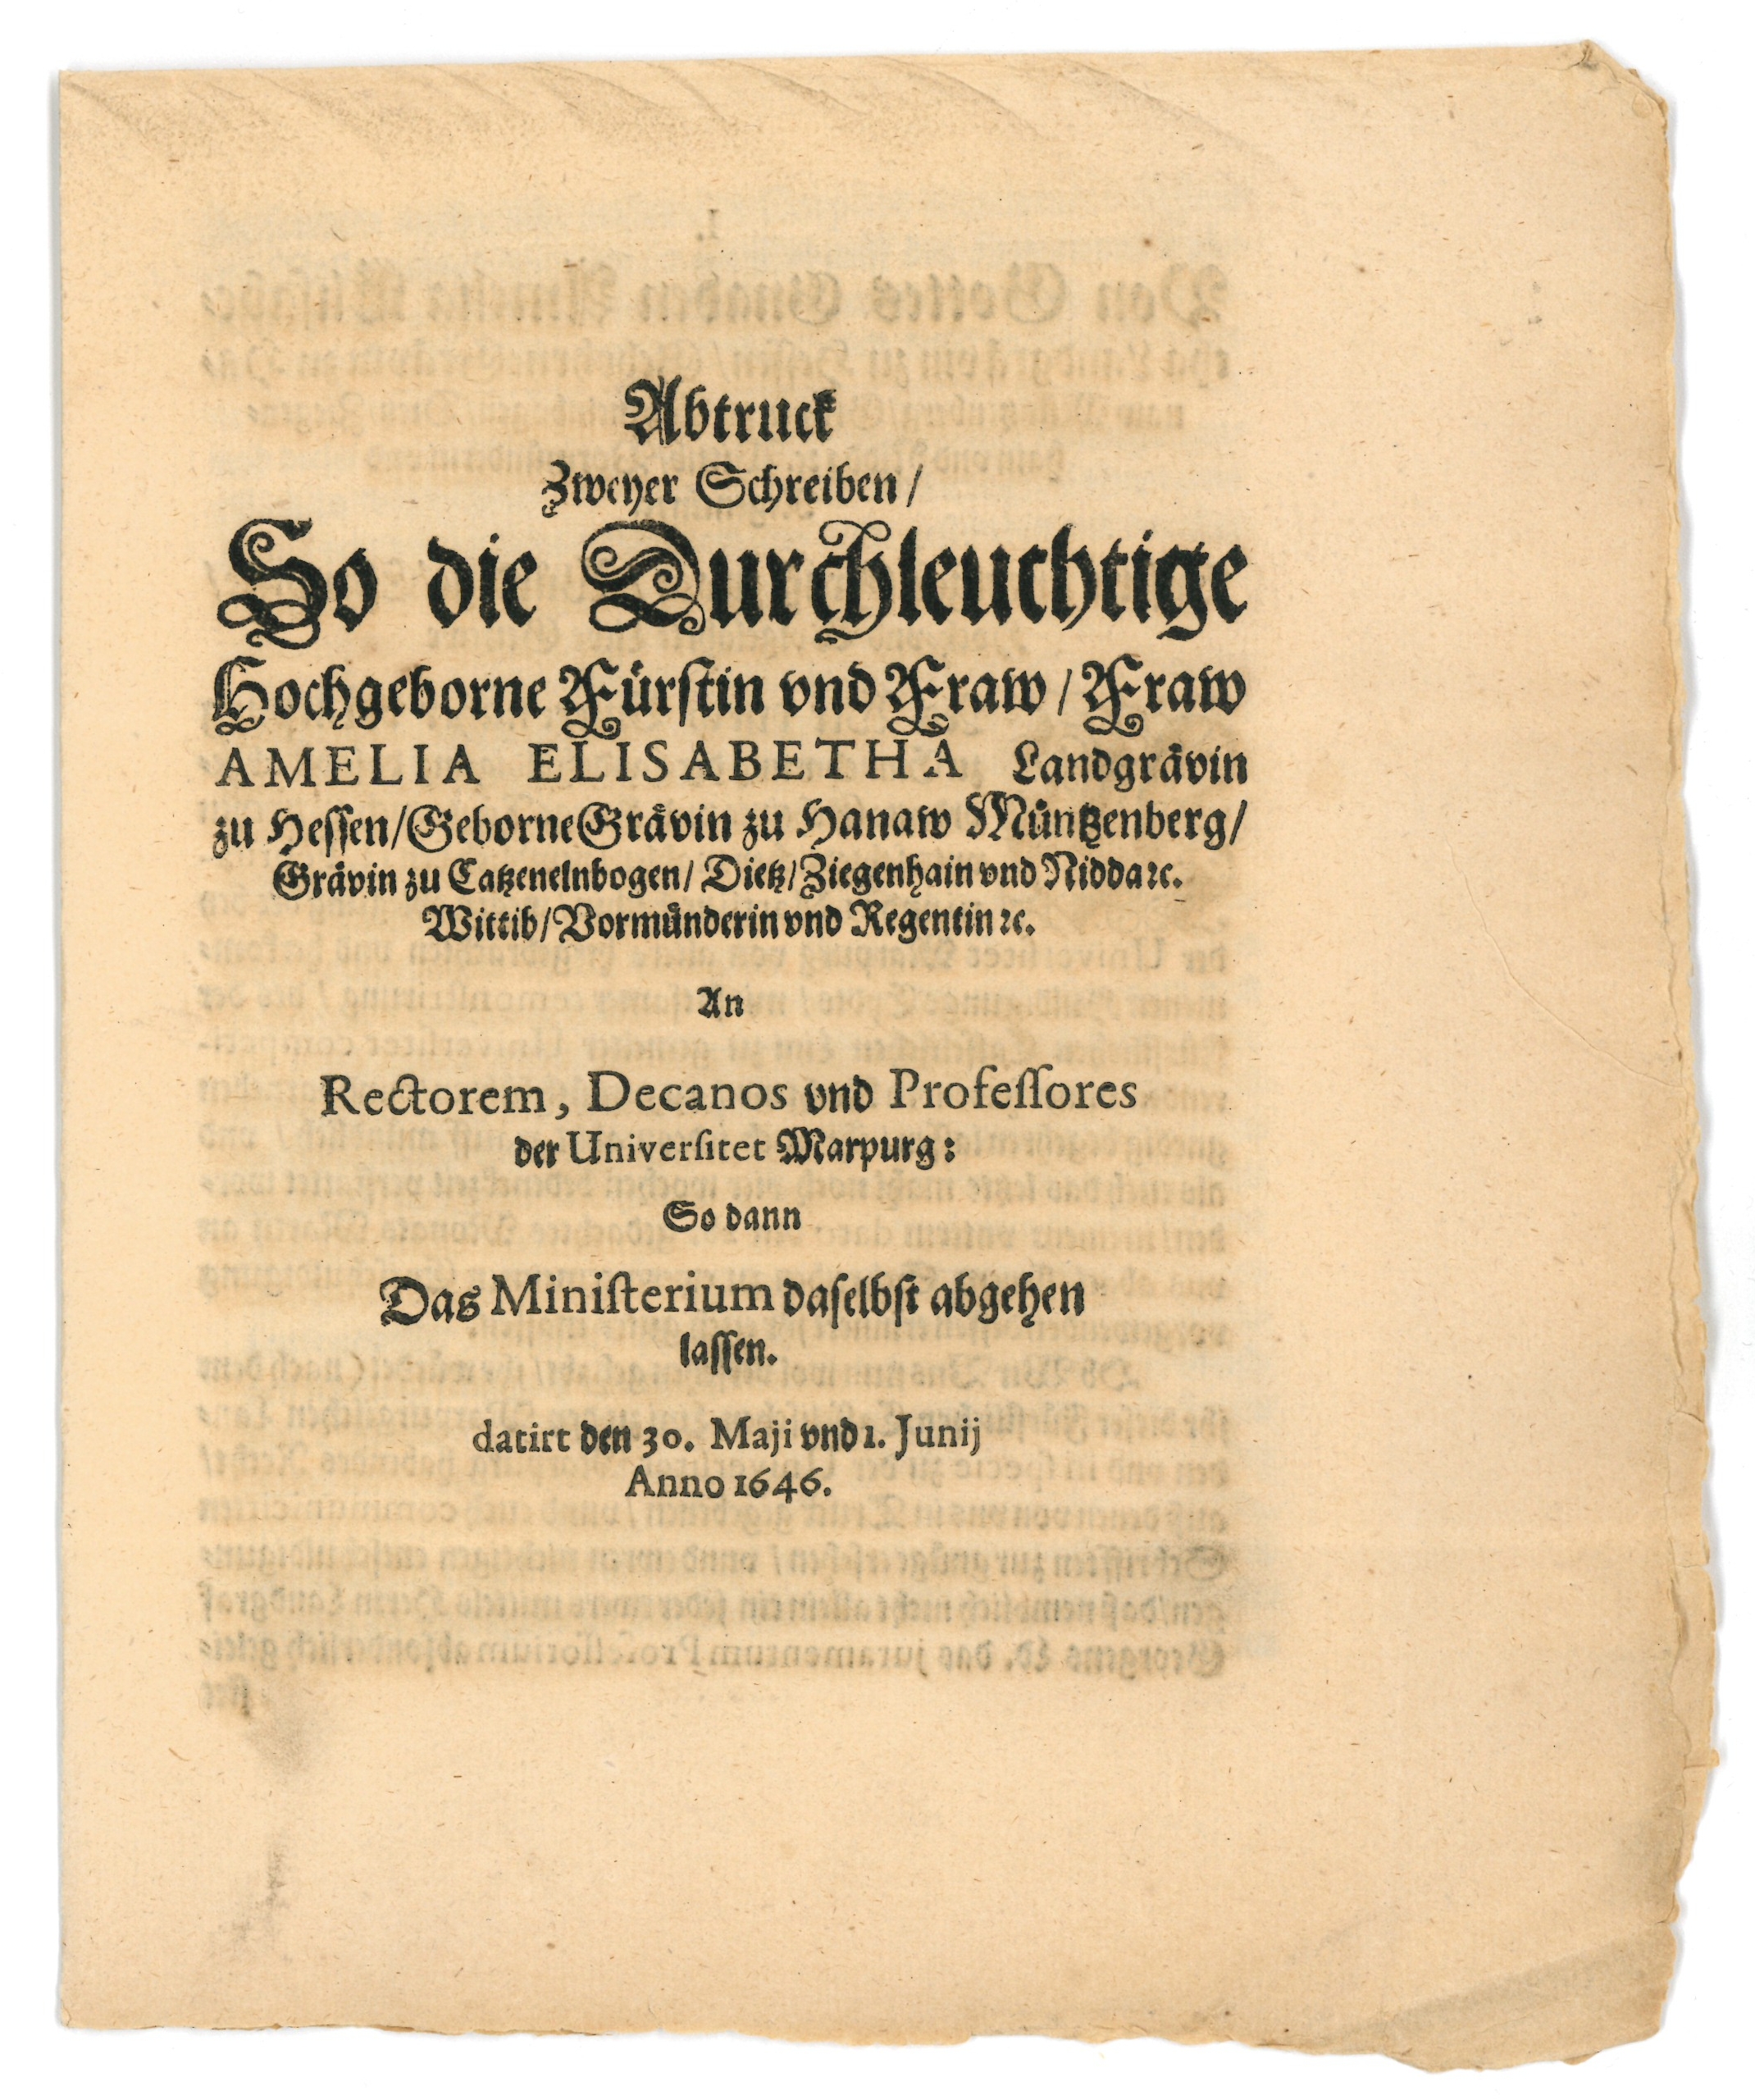 Abtruck
Zweyer Schreiben/
So die Durchleuchtige
Hochgeborne Fürstin vnd Fraw/ Fraw
AMELIA ELISABETHA Landgrävin
zu Hessen/Geborne Grävin zu Hanaw Müntzenberg/
Grävin zu Catzenelnbogen/ Dietz/Ziegenhain vnd Nidda ꝛc.
Wittib/Vormünderin vnd Regentin ꝛc.
An
Rectorem, Decanos vnd Professores
der Universitet Marpurg:
So dann
Das Ministerium daselbst abgehen
lassen.
datirt den 30. Maji vnd 1. Junij
Anno 1646.